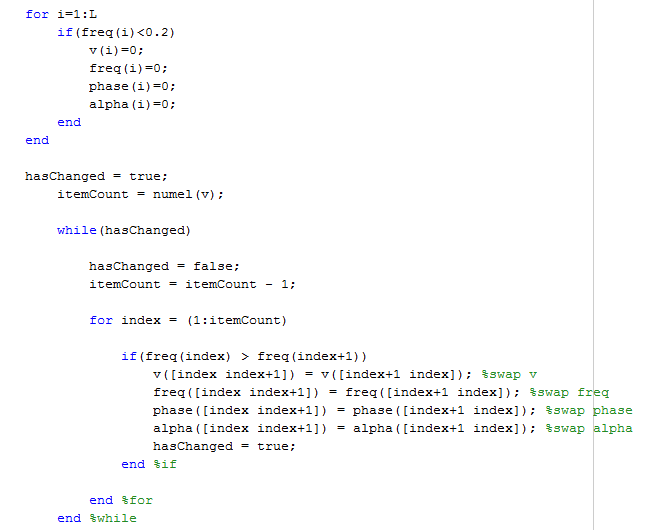 for i=1:L
if(freq(i)<0.2)
v(i)=0;
freq(i)=0;
phase(i)=0;
alpha(i)=0;
end
end
hasChanged = true;
itemCount = numel(v);
while(hasChanged)
hasChanged = false;
itemCount = itemCount - 1;
for index = (1:itemCount)
if(freq(index) > freq(index+1))
v([index index+1]) = v([index+1 index]); %swap v
freq([index index+1]) = freq([index+1 index]); %swap freq
phase([index index+1]) = phase([index+1 index]); %swap phase
alpha([index index+1]) = alpha([index+1 index]); %swap alpha
hasChanged = true;
end %if
end %for
end %while